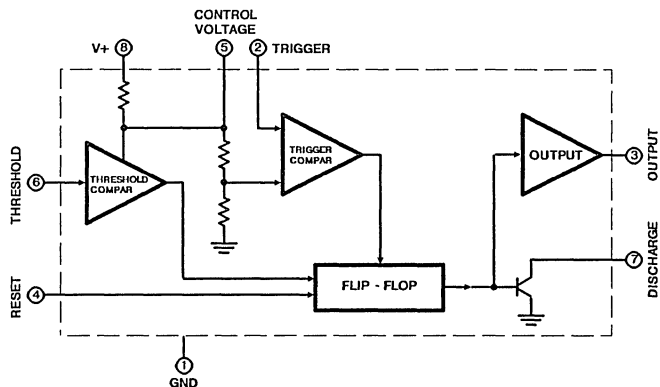 CONTROL
VOLTAGE
V+ 8
5
2 TRIGGER
THRESHOLD
6
THRESHOLD
COMPAR
TRIGGER
COMPAR
OUTPUT
3
OUTPUT
RESET
4
FLIP - FLOP
7
DISCHARGE
1
GND